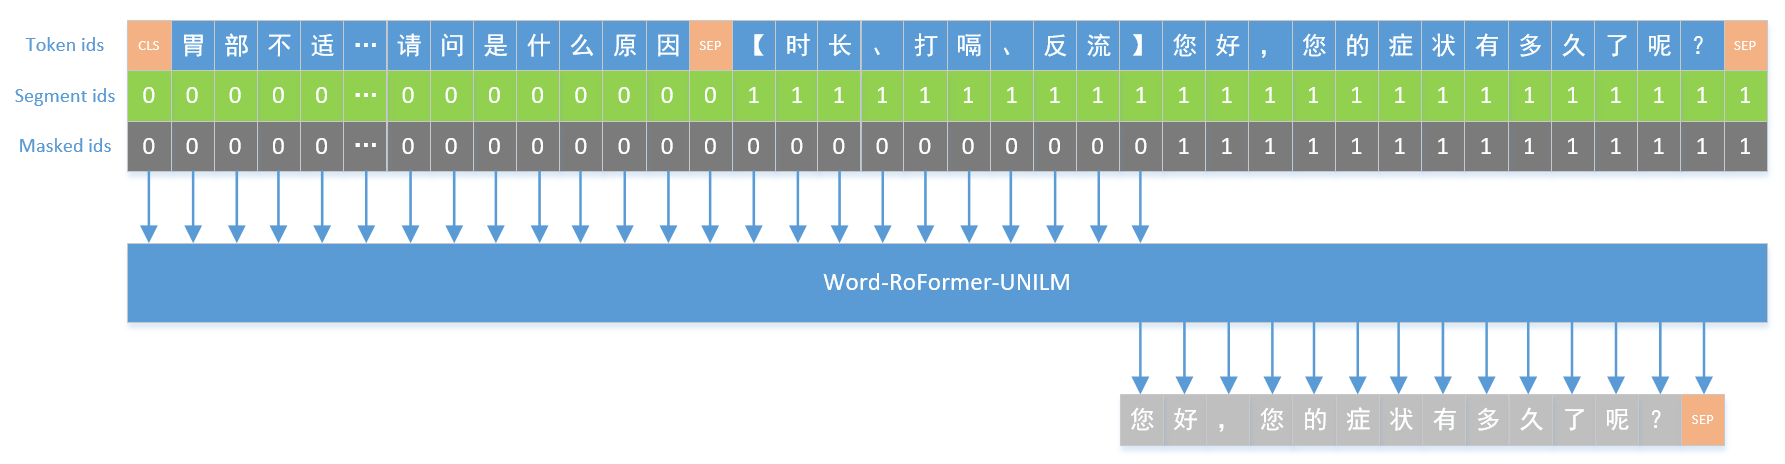 Token ids CLS 胃 部 不 适 … 请 问 是 什 么 原 因 SEP 【 时 长 、 打 嗝 、 反 流 】 您 好 ， 您 的 症 状 有 多 久 了 呢 ？ SEP
Segment ids 0 0 0 0 0 … 0 0 0 0 0 0 0 0 1 1 1 1 1 1 1 1 1 1 1 1 1 1 1 1 1 1 1 1 1 1 1 1
Masked ids 0 0 0 0 0 … 0 0 0 0 0 0 0 0 0 0 0 0 0 0 0 0 0 0 1 1 1 1 1 1 1 1 1 1 1 1 1 1
Word-RoFormer-UNILM
您 好 ， 您 的 症 状 有 多 久 了 呢 ？ SEP